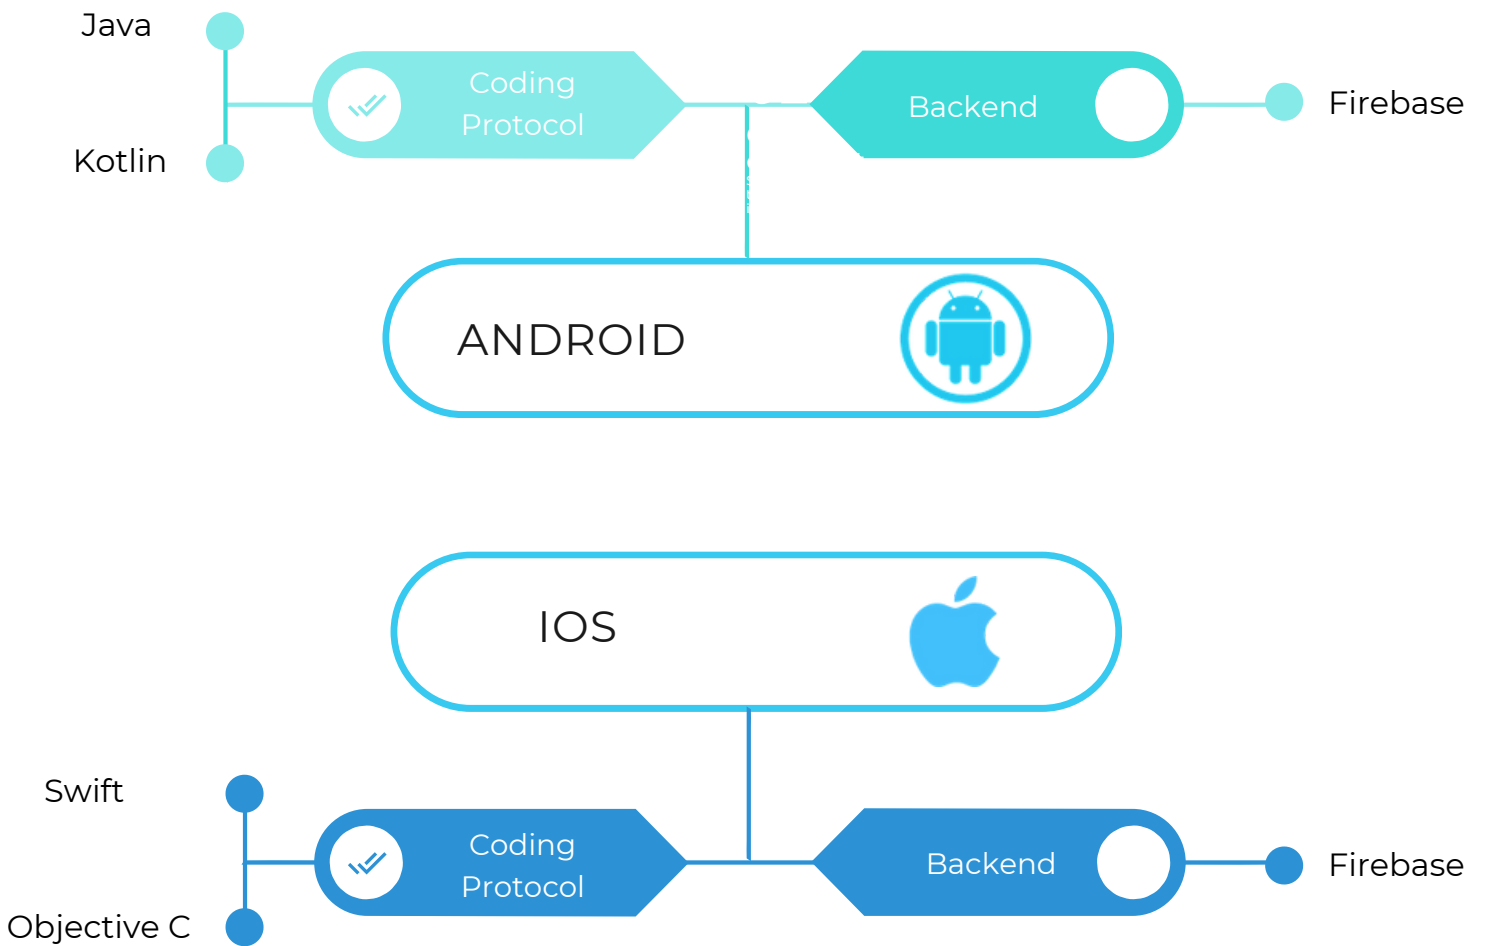 Java
Coding
Protocol
Backend
Firebase
Kotlin
ANDROID
IOS
Swift
Coding
Protocol
Backend
Firebase
Objective C